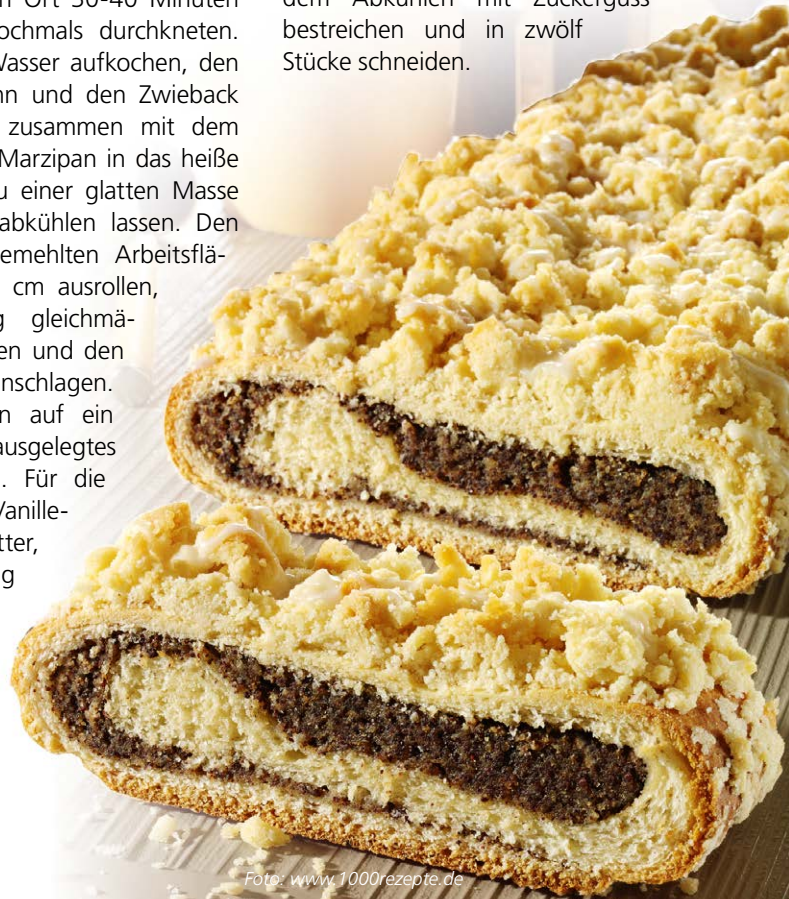 Ort 30-40 Minuten
ochmals durchkneten.
Wasser aufkochen, den
und den Zwieback
zusammen mit dem
Marzipan in das heiße
einer glatten Masse
abkühlen lassen. Den
emehlten Arbeitsflä-
cm ausrollen,
gleichmä-
en und den
nschlagen.
auf ein
ausgelegtes
. Für die
Vanille-
tter,
g
dem Abkühlen mit Zuckerguss
bestreichen und in zwölf
Stücke schneiden.
Foto: www.1000rezepte.de